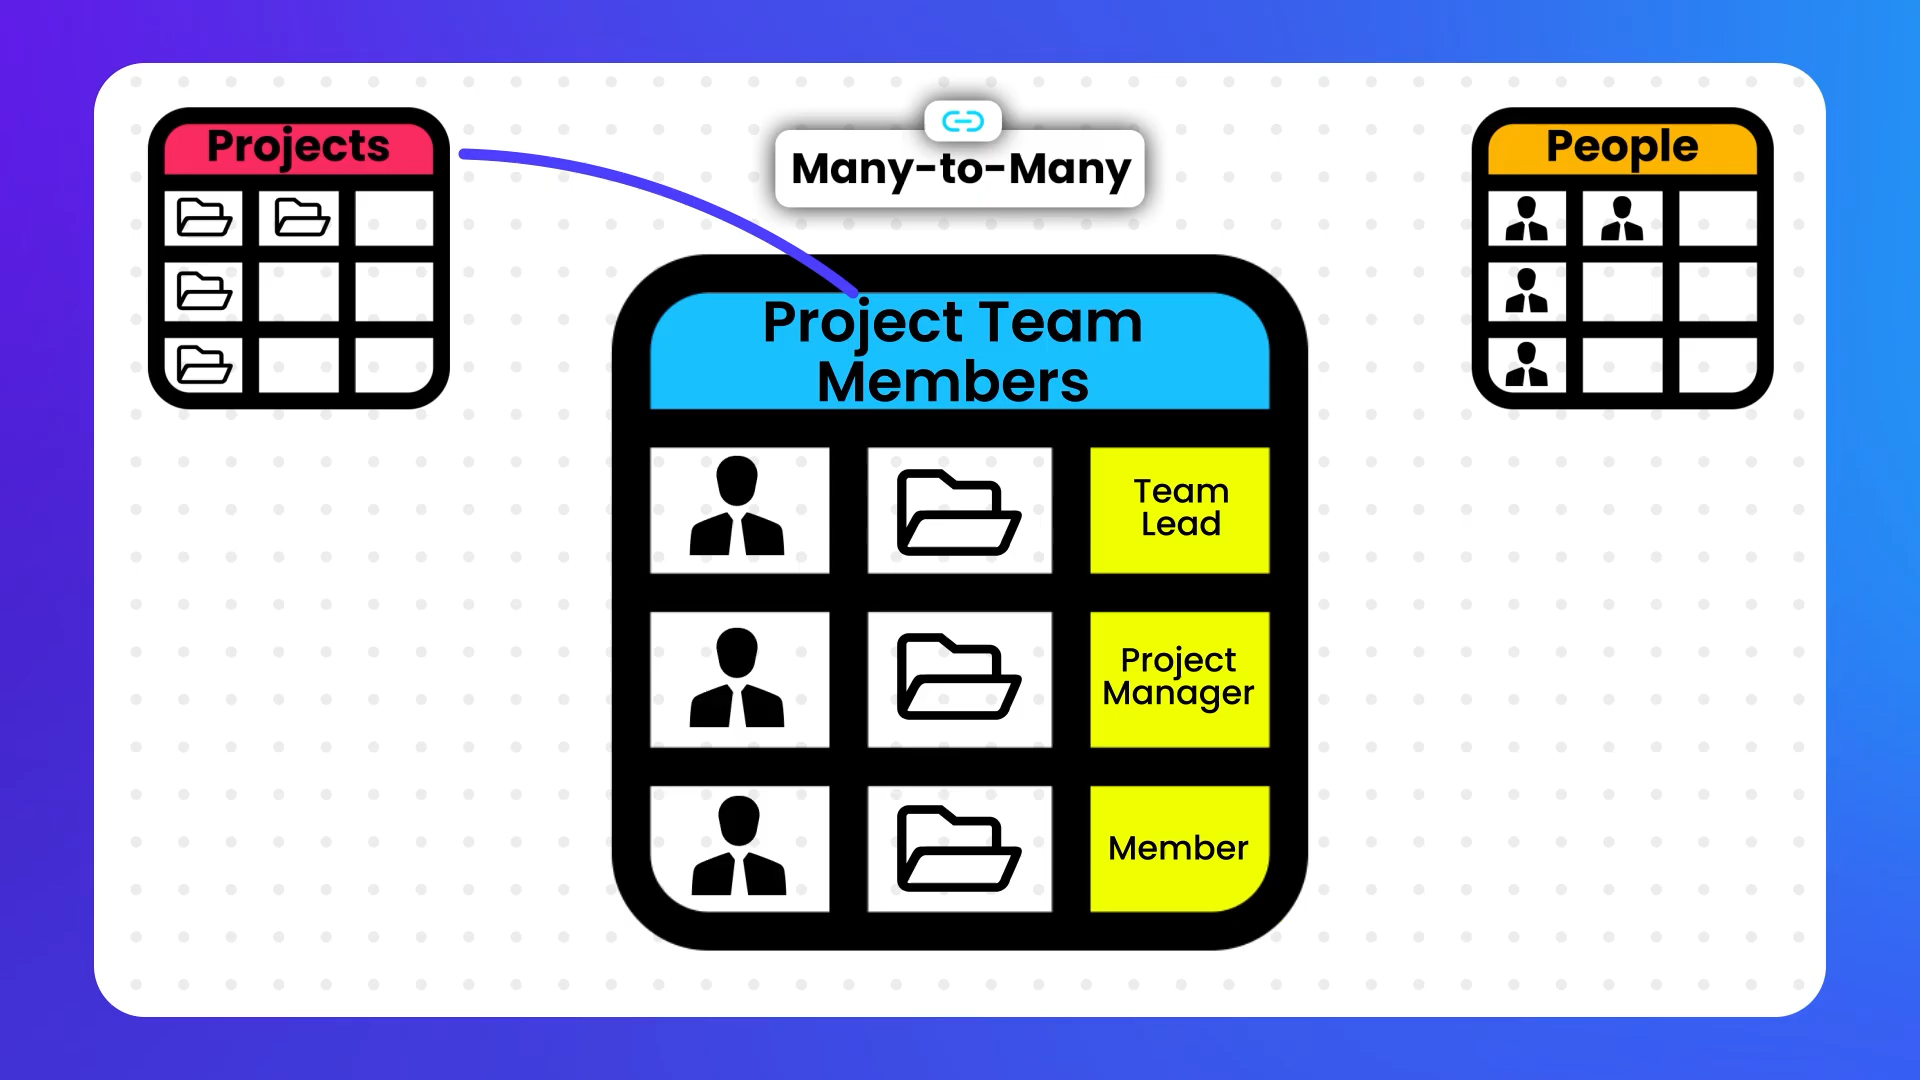 Projects
Many-to-Many
People
Project Team
Members
Team
Lead
Project
Manager
Member